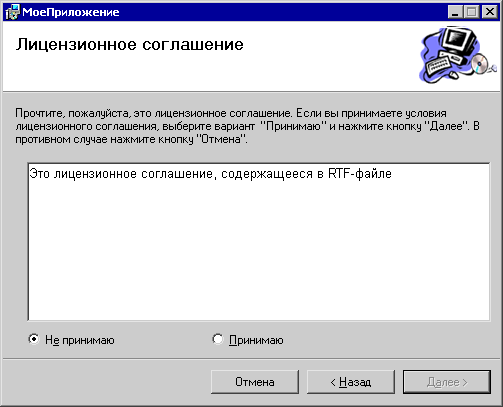 МоеПриложение
Лицензионное соглашение
Прочтите, пожалуйста, это лицензионное соглашение. Если вы принимаете условия
лицензионного соглашения, выберите вариант "Принимаю" и нажмите кнопку "Далее". В
противном случае нажмите кнопку "Отмена".
Это лицензионное соглашение, содержащееся в RTF-файле
Не принимаю
Принимаю
Отмена
< Назад
Далее >